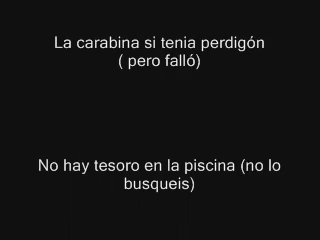 La carabina si tenia perdigón
( pero falló)
No hay tesoro en la piscina (no lo
busqueis)